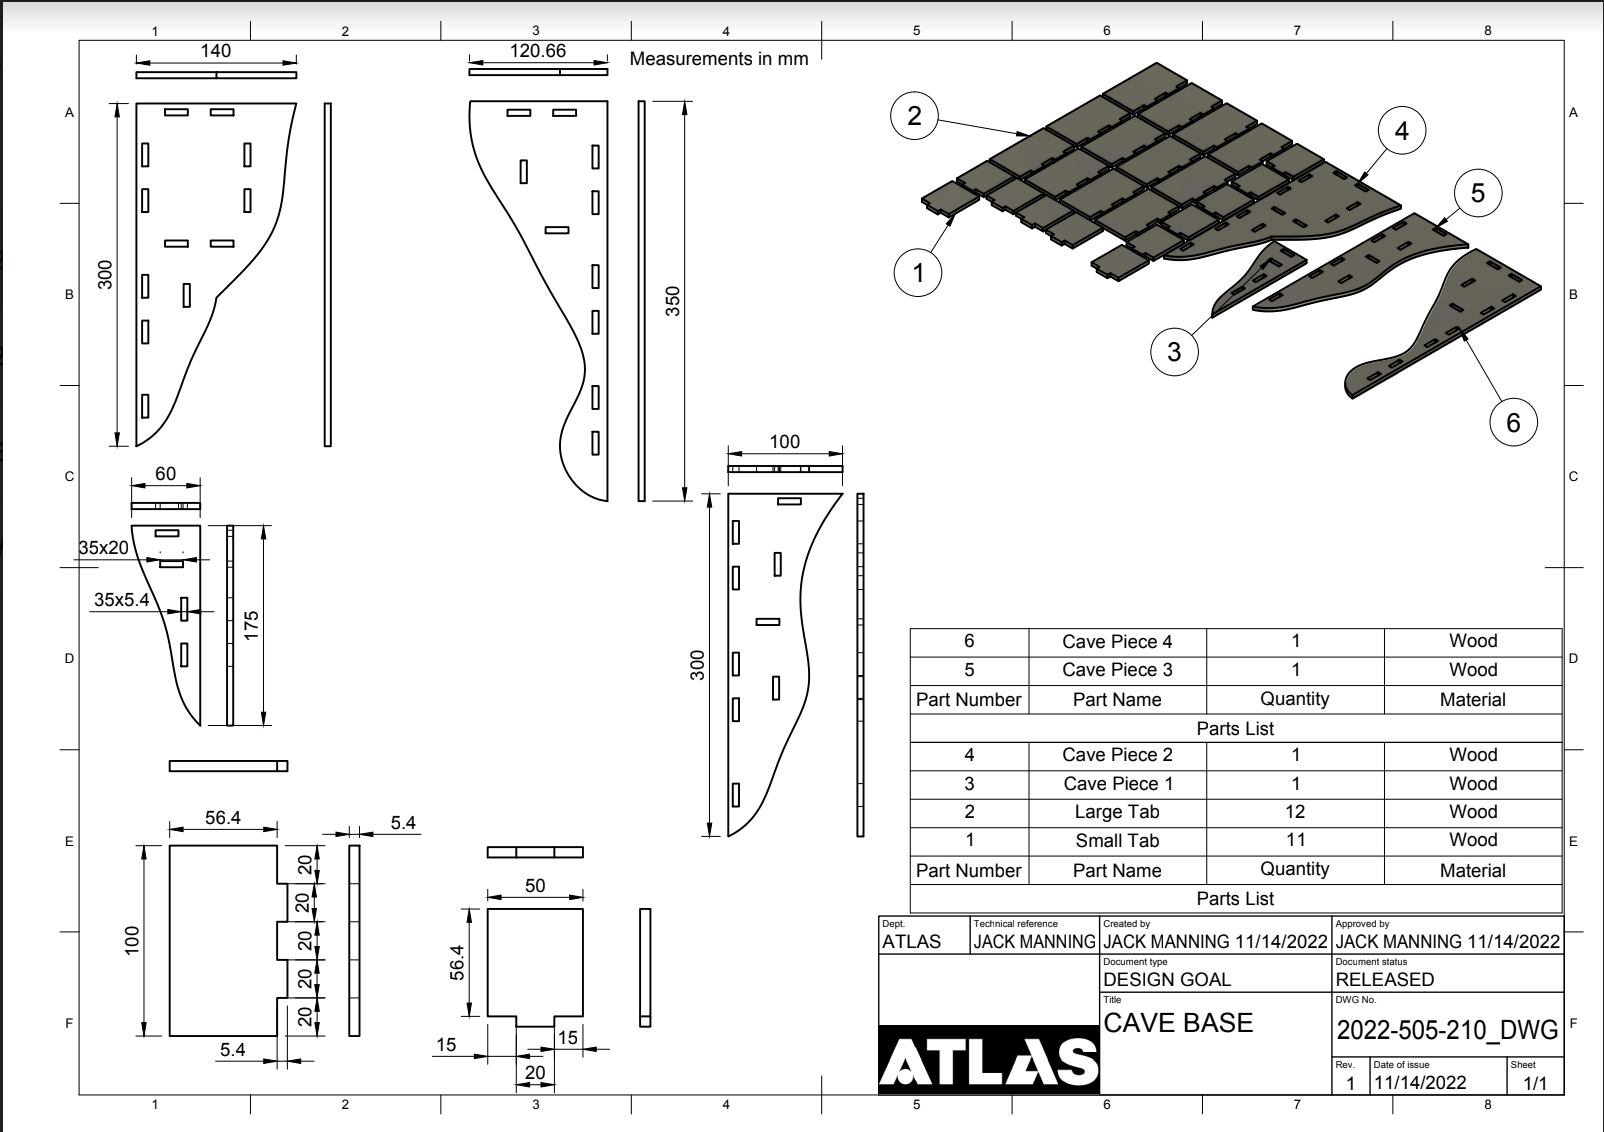 1 2 3 4 5 6 7 8
140
120.66
Measurements in mm
A A
2
4
300
5
1
B B
350
3
6
100
C C
60
35x20
35x5.4
175
300
D D
6 Cave Piece 4 1 Wood
5 Cave Piece 3 1 Wood
Part Number Part Name Quantity Material
Parts List
4 Cave Piece 2 1 Wood
3 Cave Piece 1 1 Wood
2 Large Tab 12 Wood
1 Small Tab 11 Wood
Part Number Part Name Quantity Material
Parts List
E E
56.4
5.4
20
20
20
20
20
100
5.4
50
56.4
15
15
20
F F
Dept. Technical reference Created by Approved by
ATLAS JACK MANNING JACK MANNING 11/14/2022 JACK MANNING 11/14/2022
Document type Document status
DESIGN GOAL RELEASED
Title DWG No.
CAVE BASE 2022-505-210_DWG
ATLAS
Rev. Date of issue Sheet
1 11/14/2022 1/1
1 2 3 4 5 6 7 8